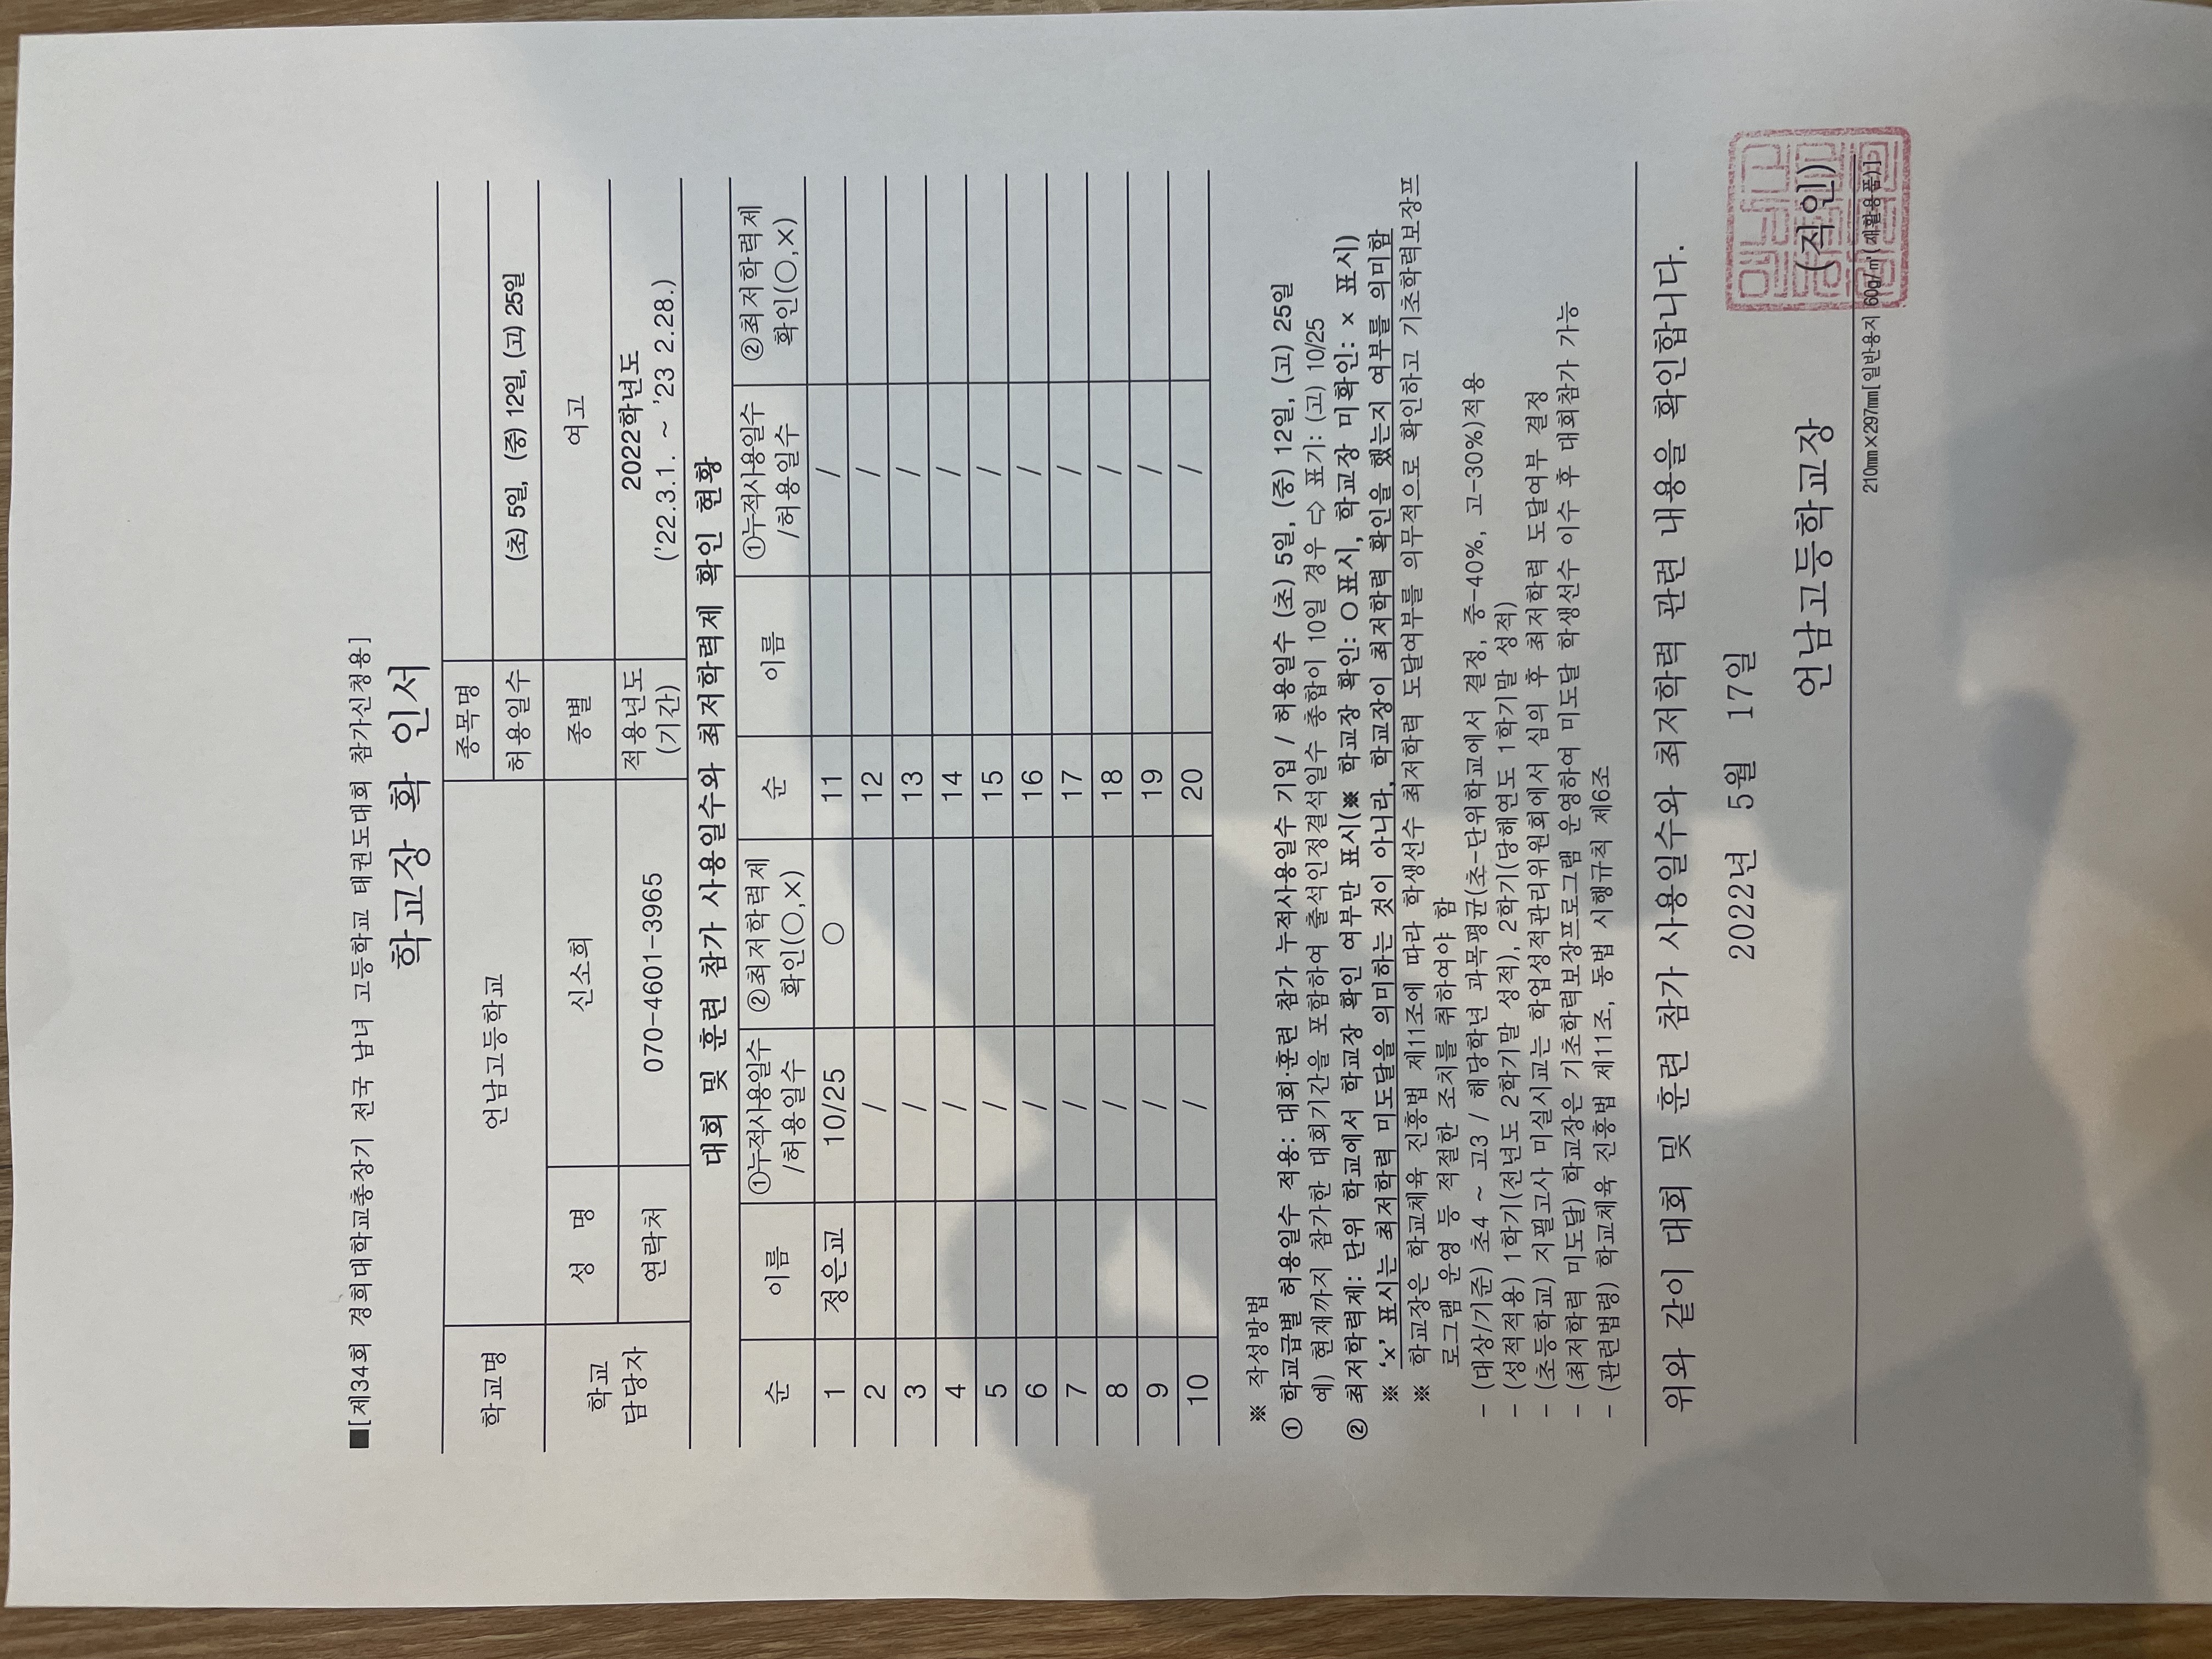 ■[제34회 경희대학교총장기 전국 남녀 고등학교 태권도대회 참가신청용]
학교장 확 인서
학교명 언남고등학교 종목명
허용일수 (초) 5일, (중) 12일, (고) 25일
학교 담당자 성 명 신소희 종별 여고
연락처 070-4601-3965 적용년도 (기간) 2022학년도 ('22.3.1. ~ '23 2.28.)
대회 및 훈련 참가 사용일수와 최저학력제 확인 현황
순 이름 ①누적사용일수 /허용일수 ②최저학력제 확인(○,×) 순 이름 ①누적사용일수 /허용일수 ②최저학력제 확인(○,×)
1 정은교 10/25 ○ 11 /
2 / 12 /
3 / 13 /
4 / 14 /
5 / 15 /
6 / 16 /
7 / 17 /
8 / 18 /
9 / 19 /
10 / 20 /
※ 작성방법
① 학교급별 허용일수 적용: 대회·훈련 참가 누적사용일수 기입 / 허용일수 (초) 5일, (중) 12일, (고) 25일
예) 현재까지 참가한 대회기간을 포함하여 출석인정결석일수 총합이 10일 경우 ⇨ 표기: (고) 10/25
② 최저학력제: 단위 학교에서 학교장 확인 여부만 표시(※ 학교장 확인: ○표시, 학교장 미확인: × 표시)
※ 'x' 표시는 최저학력 미도달을 의미하는 것이 아니라, 학교장이 최저학력 확인을 했는지 여부를 의미함
※ 학교장은 학교체육 진흥법 제11조에 따라 학생선수 최저학력 도달여부를 의무적으로 확인하고 기초학력보장프
로그램 운영 등 적절한 조치를 취하여야 함
- (대상/기준) 초4 ~ 고3 / 해당학년 과목평균(초-단위학교에서 결정, 중-40%, 고-30%)적용
- (성적적용) 1학기(전년도 2학기말 성적), 2학기(당해연도 1학기말 성적)
- (초등학교) 지필고사 미실시교는 학업성적관리위원회에서 심의 후 최저학력 도달여부 결정
- (최저학력 미도달) 학교장은 기초학력보장프로그램 운영하여 미도달 학생선수 이수 후 대회참가 가능
- (관련법령) 학교체육 진흥법 제11조, 동법 시행규칙 제6조
위와 같이 대회 및 훈련 참가 사용일수와 최저학력 관련 내용을 확인합니다.
2022년 5월 17일
언남고등학교장 (직인)
210mm×297mm[일반용지 60g/㎡(재활용품)]